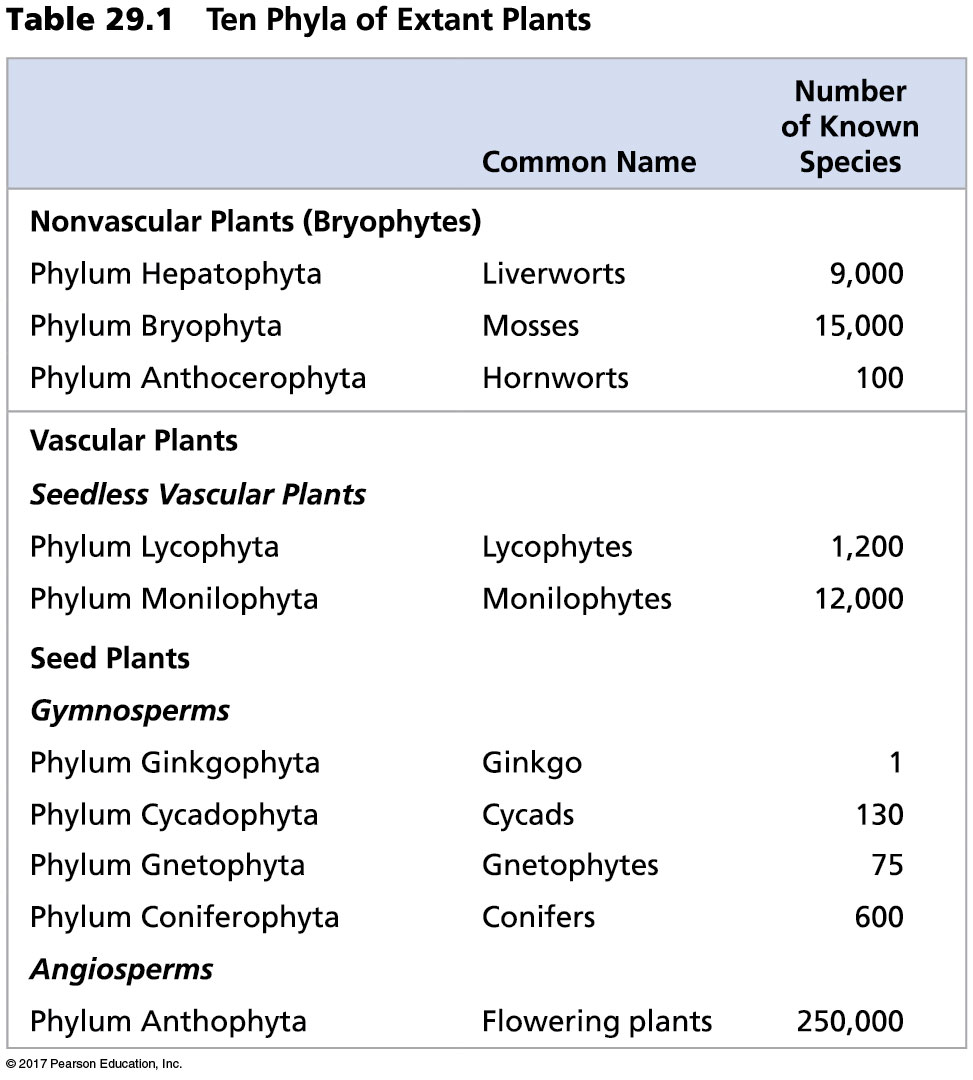 Table 29.1 Ten Phyla of Extant Plants
Number
of Known
Common Name Species
Nonvascular Plants (Bryophytes)
Phylum Hepatophyta Liverworts 9,000
Phylum Bryophyta Mosses 15,000
Phylum Anthocerophyta Hornworts 100
Vascular Plants
Seedless Vascular Plants
Phylum Lycophyta Lycophytes 1,200
Phylum Monilophyta Monilophytes 12,000
Seed Plants
Gymnosperms
Phylum Ginkgophyta Ginkgo 1
Phylum Cycadophyta Cycads 130
Phylum Gnetophyta Gnetophytes 75
Phylum Coniferophyta Conifers 600
Angiosperms
Phylum Anthophyta Flowering plants 250,000
© 2017 Pearson Education, Inc.